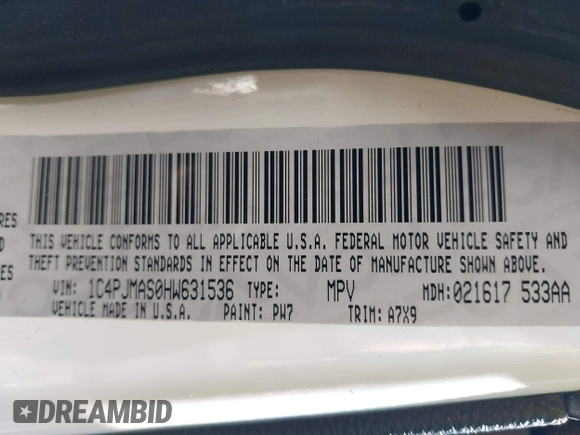 THIS VEHICLE CONFORMS TO ALL APPLICABLE U.S.A. FEDERAL MOTOR VEHICLE SAFETY AND
THEFT PREVENTION STANDARDS IN EFFECT ON THE DATE OF MANUFACTURE SHOWN ABOVE.
VIN: 1C4PJMAS0HW631536 TYPE: MPV MDH: 021617 533AA
VEHICLE MADE IN U.S.A. PAINT: PW7 TRIM: A7X9
DREAMBID